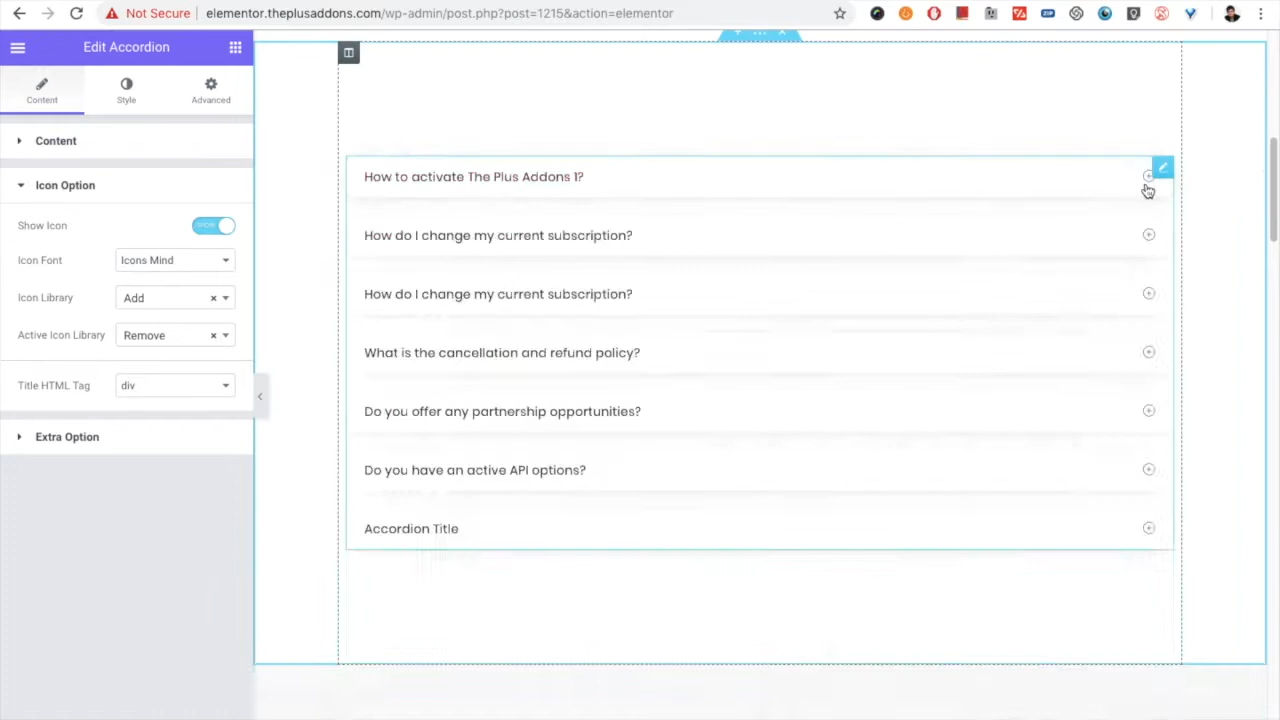 Not Secure
elementor.theplusaddons.com/wp-admin/post.php?post=1215&action=elementor
ZIP
Edit Accordion
Content
Style
Advanced
Content
Icon Option
Show Icon
SHOW
Icon Font
Icons Mind
Icon Library
Add
Active Icon Library
Remove
Title HTML Tag
div
Extra Option
How to activate The Plus Addons 1?
How do I change my current subscription?
How do I change my current subscription?
What is the cancellation and refund policy?
Do you offer any partnership opportunities?
Do you have an active API options?
Accordion Title